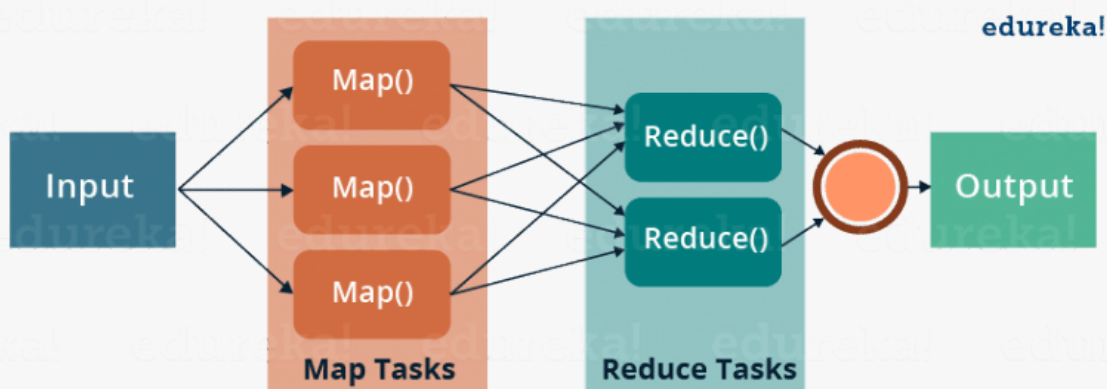 edureka!
Input
Map()
Map()
Map()
Map Tasks
Reduce()
Reduce()
Reduce Tasks
Output